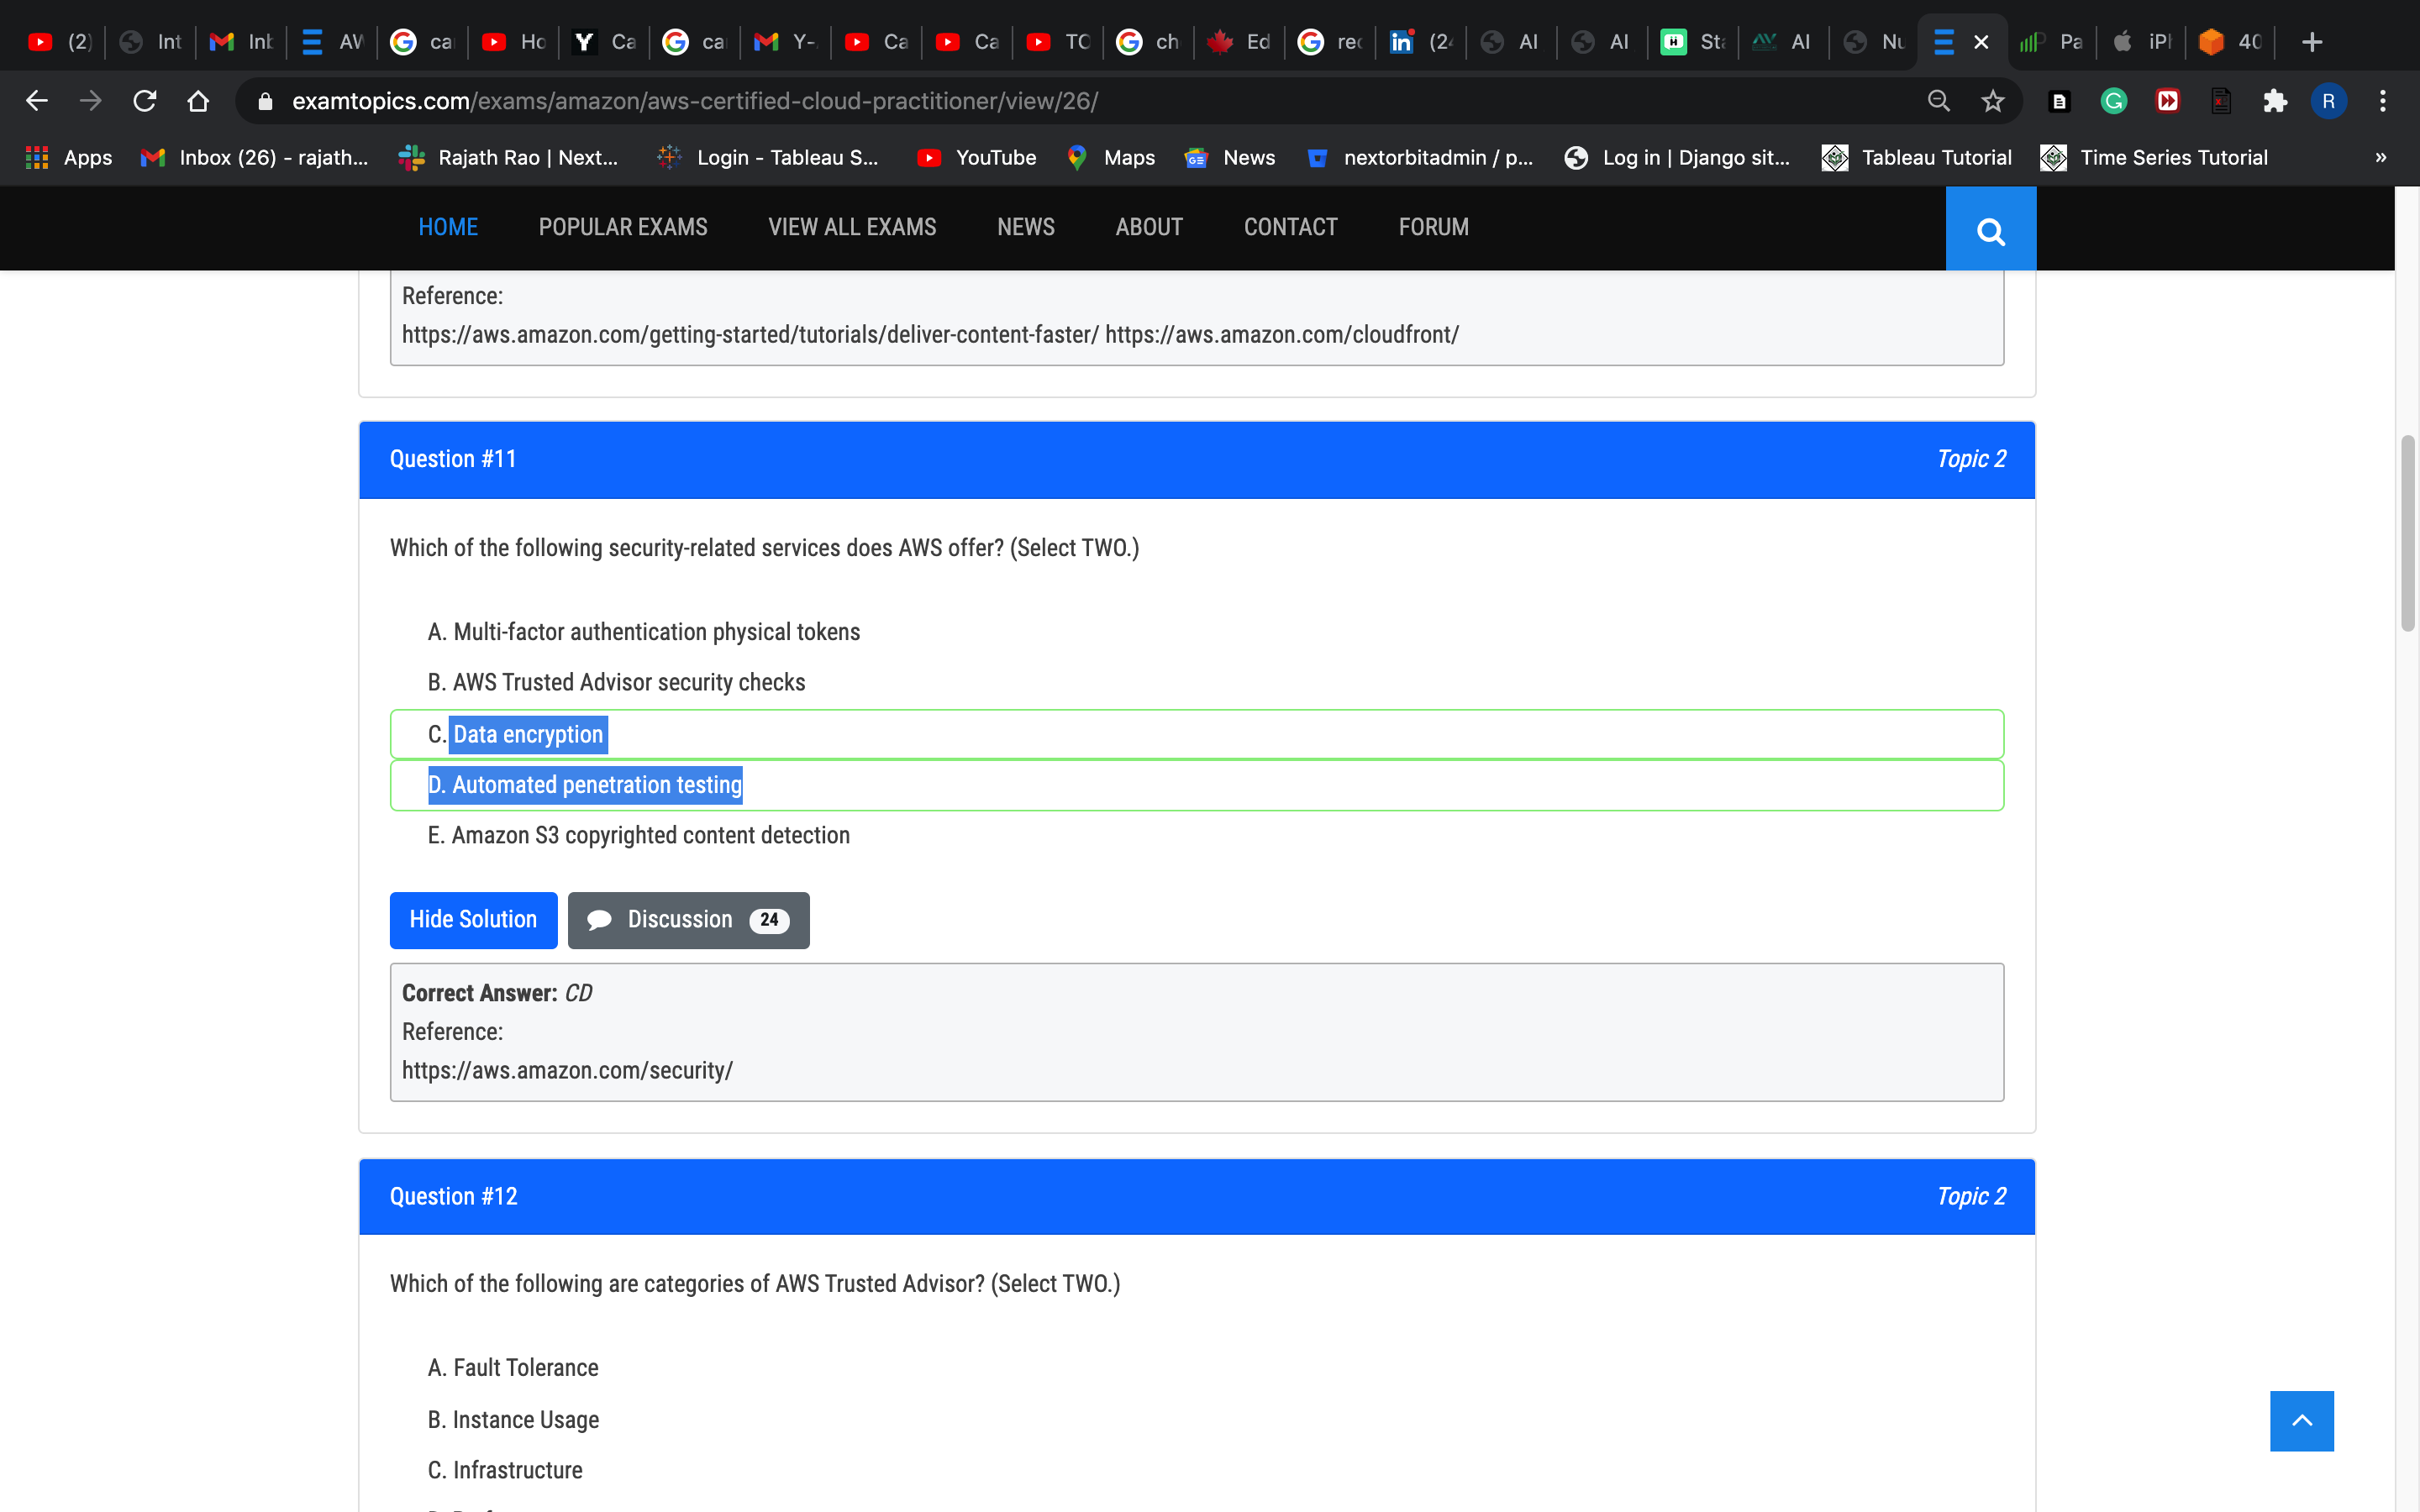 (2) Int Inb AW ca Ho Ca ca Y- Ca Ca TO ch Ed rec (24 AI AI Sta AI Nu Pa iPh 40
examtopics.com/exams/amazon/aws-certified-cloud-practitioner/view/26/ R
Apps Inbox (26) - rajath... Rajath Rao | Next... Login - Tableau S... YouTube Maps News nextorbitadmin / p... Log in | Django sit... Tableau Tutorial Time Series Tutorial »
HOME POPULAR EXAMS VIEW ALL EXAMS NEWS ABOUT CONTACT FORUM
Reference:
https://aws.amazon.com/getting-started/tutorials/deliver-content-faster/ https://aws.amazon.com/cloudfront/
Question #11 Topic 2
Which of the following security-related services does AWS offer? (Select TWO.)
A. Multi-factor authentication physical tokens
B. AWS Trusted Advisor security checks
C. Data encryption
D. Automated penetration testing
E. Amazon S3 copyrighted content detection
Hide Solution Discussion 24
Correct Answer: CD
Reference:
https://aws.amazon.com/security/
Question #12 Topic 2
Which of the following are categories of AWS Trusted Advisor? (Select TWO.)
A. Fault Tolerance
B. Instance Usage
C. Infrastructure